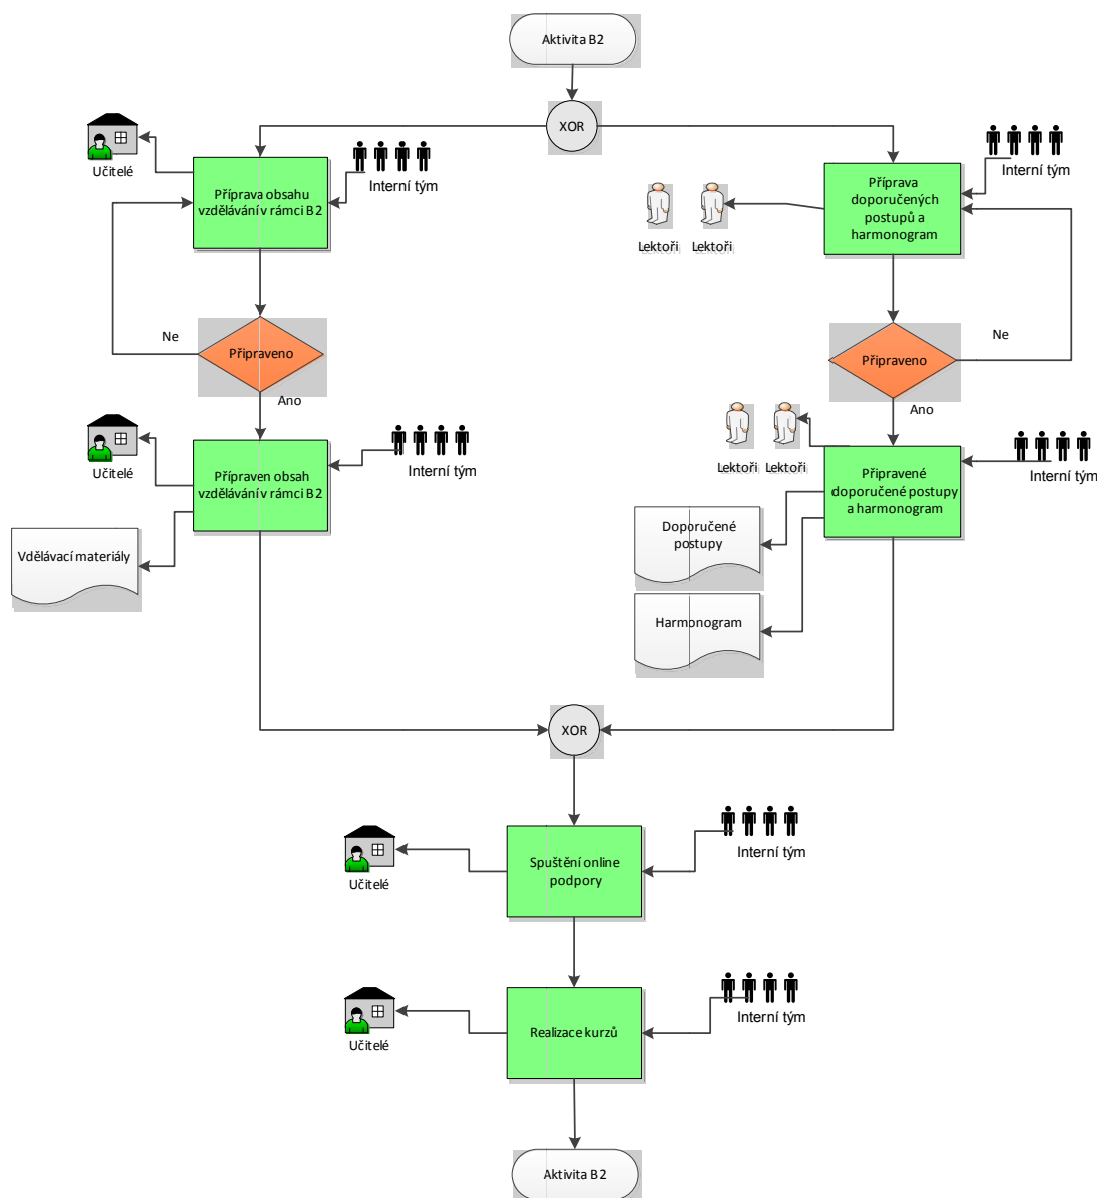 Aktivita B2
XOR
Učitelé
Interní tým
Příprava obsahu
vzdělávání v rámci B2
Lektoři
Lektoři
Příprava
doporučených
postupů a
harmonogram
Interní tým
Ne
Připraveno
Ano
Připraveno
Ne
Ano
Učitelé
Interní tým
Přípraven obsah
vzdělávání v rámci B2
Vdělávací materiály
Lektoři
Lektoři
Interní tým
Připravené
doporučené postupy
a harmonogram
Doporučené
postupy
Harmonogram
XOR
Učitelé
Spuštění online
podpory
Interní tým
Učitelé
Realizace kurzů
Interní tým
Aktivita B2